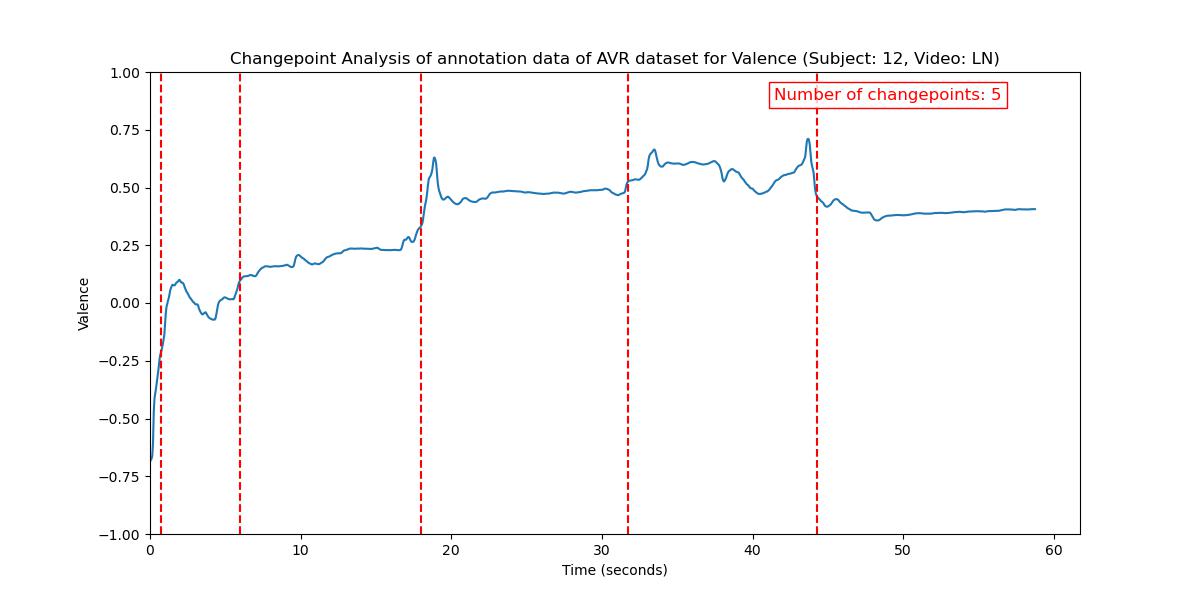 Changepoint Analysis of annotation data of AVR dataset for Valence (Subject: 12, Video: LN)
Number of changepoints: 5
Valence
1.00
0.75
0.50
0.25
0.00
−0.25
−0.50
−0.75
−1.00
0 10 20 30 40 50 60
Time (seconds)